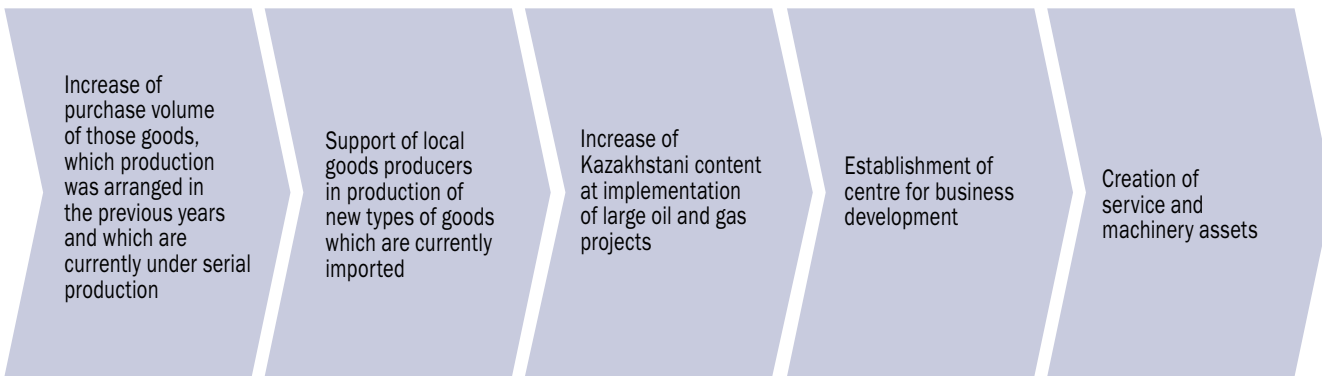 Increase of
purchase volume
of those goods,
which production
was arranged in
the previous years
and which are
currently under serial
production
Support of local
goods producers
in production of
new types of goods
which are currently
imported
Increase of
Kazakhstani content
at implementation
of large oil and gas
projects
Establishment of
centre for business
development
Creation of
service and
machinery assets